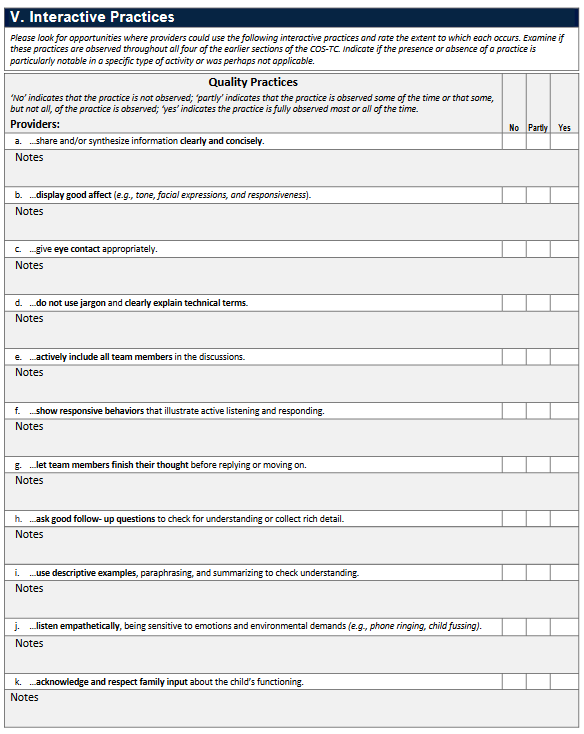 V. Interactive Practices
Please look for opportunities where providers could use the following interactive practices and rate the extent to which each occurs. Examine if
these practices are observed throughout all four of the earlier sections of the COS-TC. Indicate if the presence or absence of a practice is
particularly notable in a specific type of activity or was perhaps not applicable.
Quality Practices
'No' indicates that the practice is not observed; 'partly' indicates that the practice is observed some of the time or that some,
but not all, of the practice is observed; 'yes' indicates the practice is fully observed most or all of the time.
Providers:
No Partly Yes
a. …share and/or synthesize information clearly and concisely.
Notes
b. …display good affect (e.g., tone, facial expressions, and responsiveness).
Notes
c. …give eye contact appropriately.
Notes
d. …do not use jargon and clearly explain technical terms.
Notes
e. …actively include all team members in the discussions.
Notes
f. …show responsive behaviors that illustrate active listening and responding.
Notes
g. …let team members finish their thought before replying or moving on.
Notes
h. …ask good follow- up questions to check for understanding or collect rich detail.
Notes
i. …use descriptive examples, paraphrasing, and summarizing to check understanding.
Notes
j. …listen empathetically, being sensitive to emotions and environmental demands (e.g., phone ringing, child fussing).
Notes
k. …acknowledge and respect family input about the child's functioning.
Notes